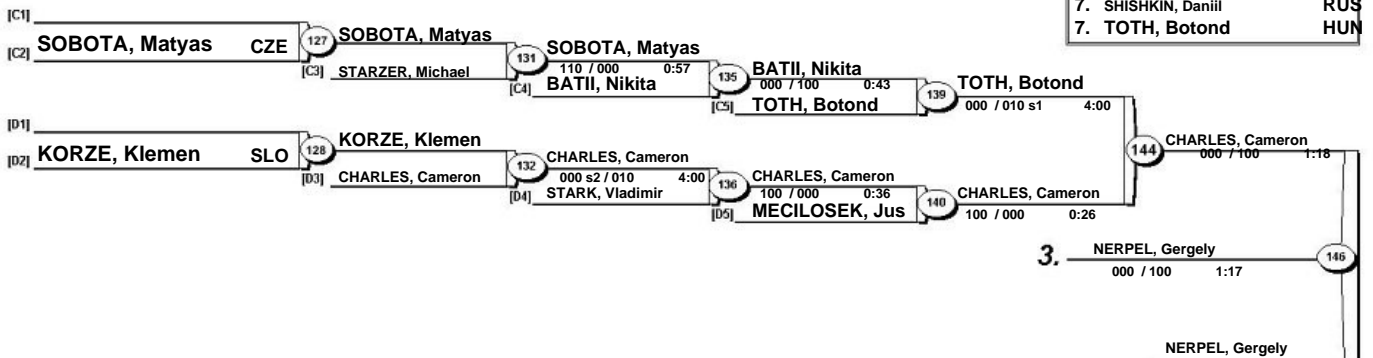 7. SHISHKIN, Daniil RUS
7. TOTH, Botond HUN
[C1]
[C2] SOBOTA, Matyas CZE
127
SOBOTA, Matyas
[C3] STARZER, Michael
131
SOBOTA, Matyas
110 / 000 0:57
[C4] BATII, Nikita
135
BATII, Nikita
000 / 100 0:43
[C5] TOTH, Botond
139
TOTH, Botond
000 / 010 s1 4:00
[D1]
[D2] KORZE, Klemen SLO
128
KORZE, Klemen
[D3] CHARLES, Cameron
132
CHARLES, Cameron
000 s2 / 010 4:00
[D4] STARK, Vladimir
136
CHARLES, Cameron
100 / 000 0:36
[D5] MECILOSEK, Jus
140
CHARLES, Cameron
100 / 000 0:26
144
CHARLES, Cameron
000 / 100 1:18
3. NERPEL, Gergely
000 / 100 1:17
146
NERPEL, Gergely